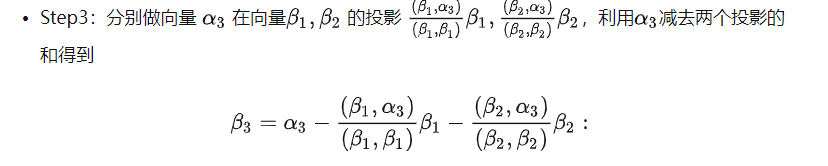 • Step3：分别做向量 $\alpha_3$ 在向量$\beta_1, \beta_2$ 的投影 $\frac{(\beta_1,\alpha_3)}{(\beta_1,\beta_1)}\beta_1, \frac{(\beta_2,\alpha_3)}{(\beta_2,\beta_2)}\beta_2$，利用$\alpha_3$减去两个投影的
和得到
$\beta_3 = \alpha_3 - \frac{(\beta_1,\alpha_3)}{(\beta_1,\beta_1)}\beta_1 - \frac{(\beta_2,\alpha_3)}{(\beta_2,\beta_2)}\beta_2:$